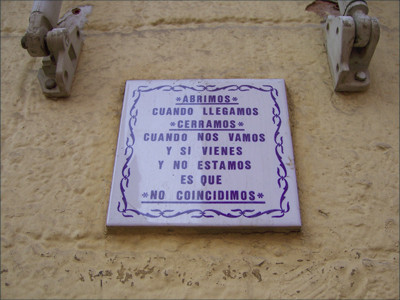 *ABRIMOS*
CUANDO LLEGAMOS
*CERRAMOS*
CUANDO NOS VAMOS
Y SI VIENES
Y NO ESTAMOS
ES QUE
*NO COINCIDIMOS*